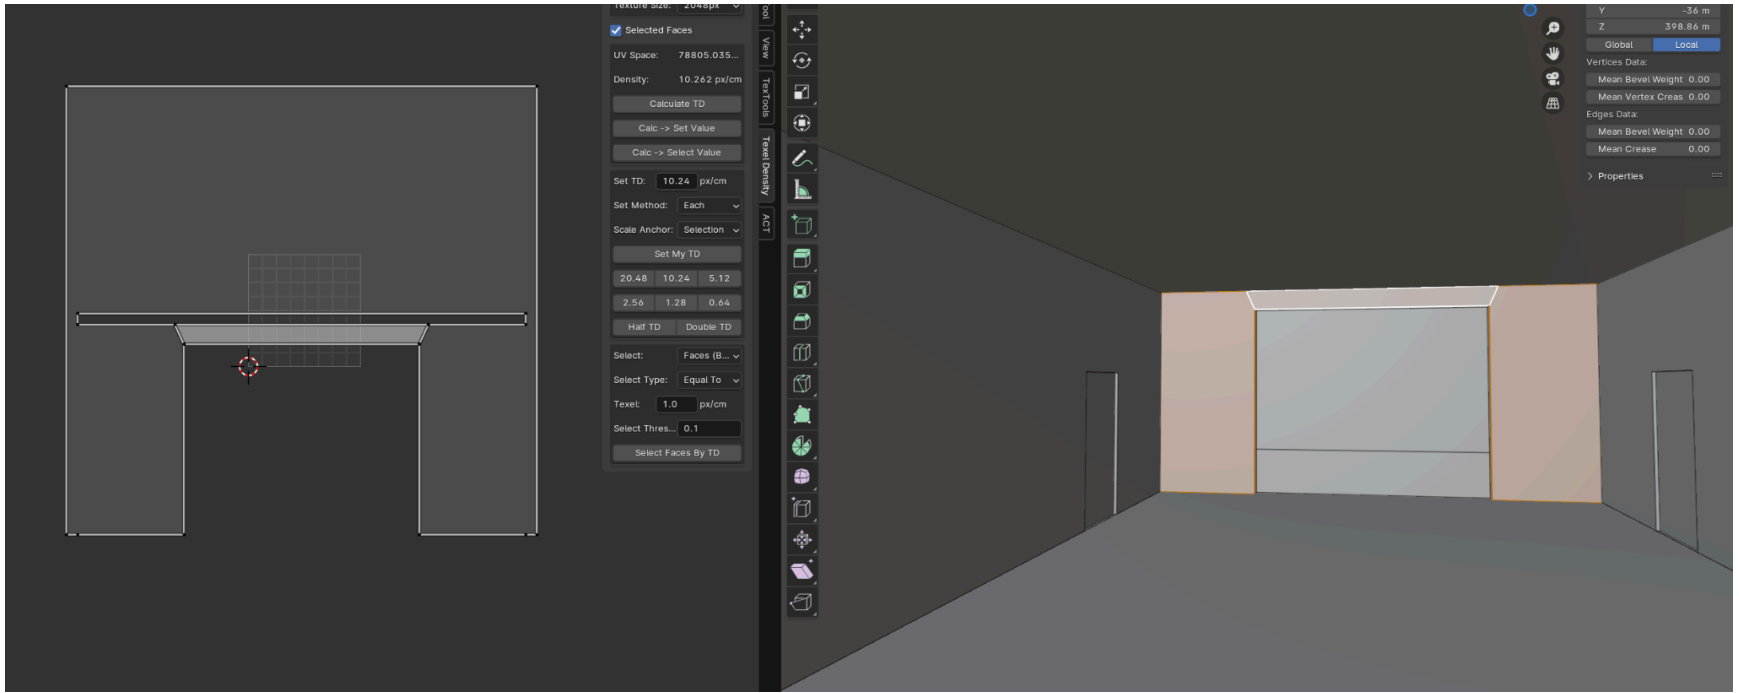 Texture Size: 2048px
Selected Faces
UV Space: 78805.035...
Density: 10.262 px/cm
Calculate TD
Calc -> Set Value
Calc -> Select Value
Set TD: 10.24 px/cm
Set Method: Each
Scale Anchor: Selection
Set My TD
20.48 10.24 5.12
2.56 1.28 0.64
Half TD Double TD
Select: Faces (B...
Select Type: Equal To
Texel: 1.0 px/cm
Select Thres... 0.1
Select Faces By TD
View
TexTools
Texel Density
ACT
Y -36 m
Z 398.86 m
Global Local
Vertices Data:
Mean Bevel Weight 0.00
Mean Vertex Creas 0.00
Edges Data:
Mean Bevel Weight 0.00
Mean Crease 0.00
Properties